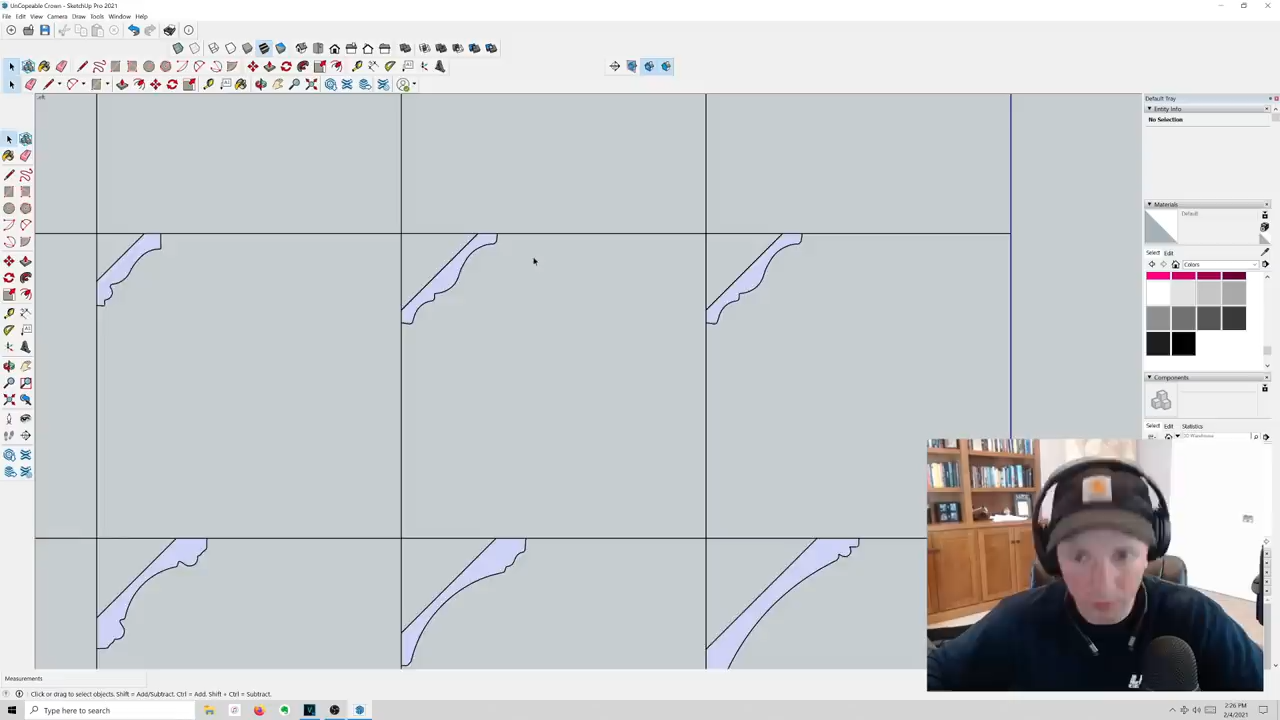 UnCopeable Crown - SketchUp Pro 2021
File Edit View Camera Draw Tools Window Help
Default Tray
Entity Info
No Selection
Materials
Default
Select Edit
Colors
Components
Select Edit Statistics
3D Warehouse
Measurements
Click or drag to select objects. Shift = Add/Subtract. Ctrl = Add. Shift + Ctrl = Subtract.
Type here to search
2:26 PM
2/4/2021